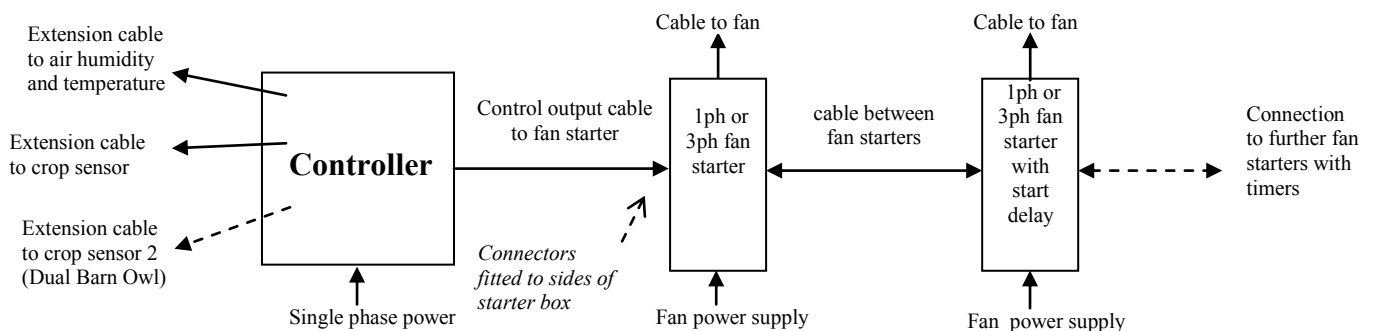 Extension cable
to air humidity
and temperature
Extension cable
to crop sensor
Extension cable
to crop sensor 2
(Dual Barn Owl)
Controller
Single phase power
Control output cable
to fan starter
Connectors
fitted to sides of
starter box
Cable to fan
1ph or
3ph fan
starter
Fan power supply
cable between
fan starters
Cable to fan
1ph or
3ph fan
starter
with
start
delay
Fan power supply
Connection
to further fan
starters with
timers